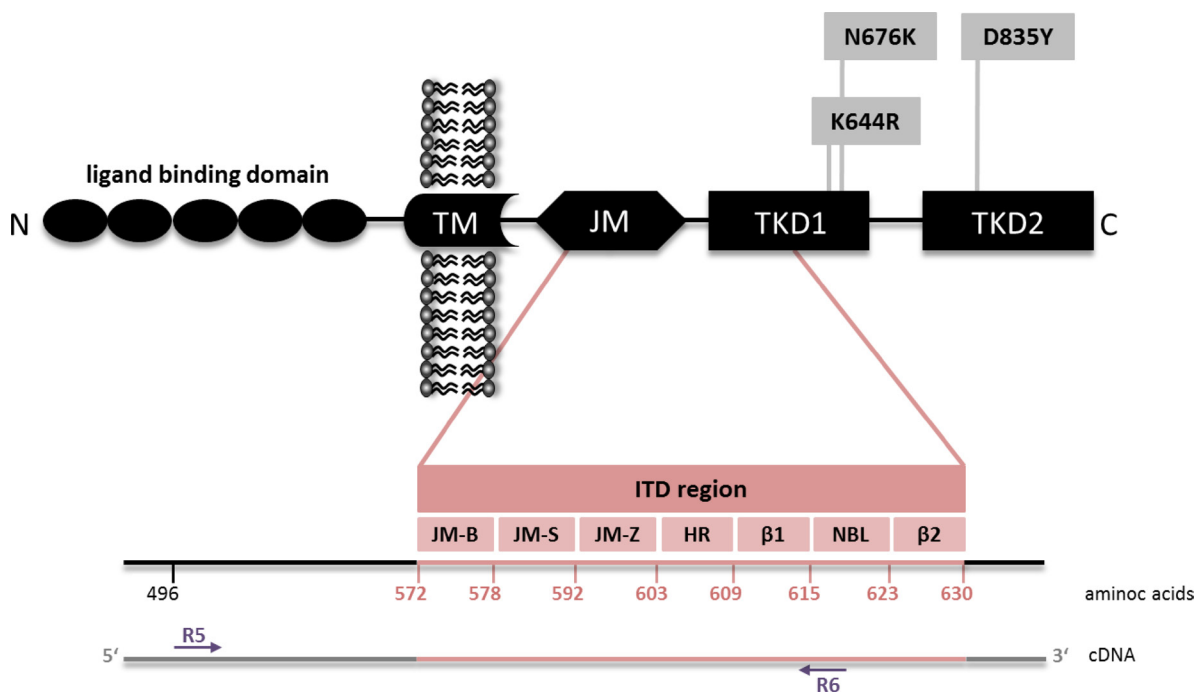 N676K D835Y
K644R
ligand binding domain
N TM JM TKD1 TKD2 C
ITD region
JM-B JM-S JM-Z HR β1 NBL β2
496 572 578 592 603 609 615 623 630 aminoc acids
R5
5‘ 3‘ cDNA
R6